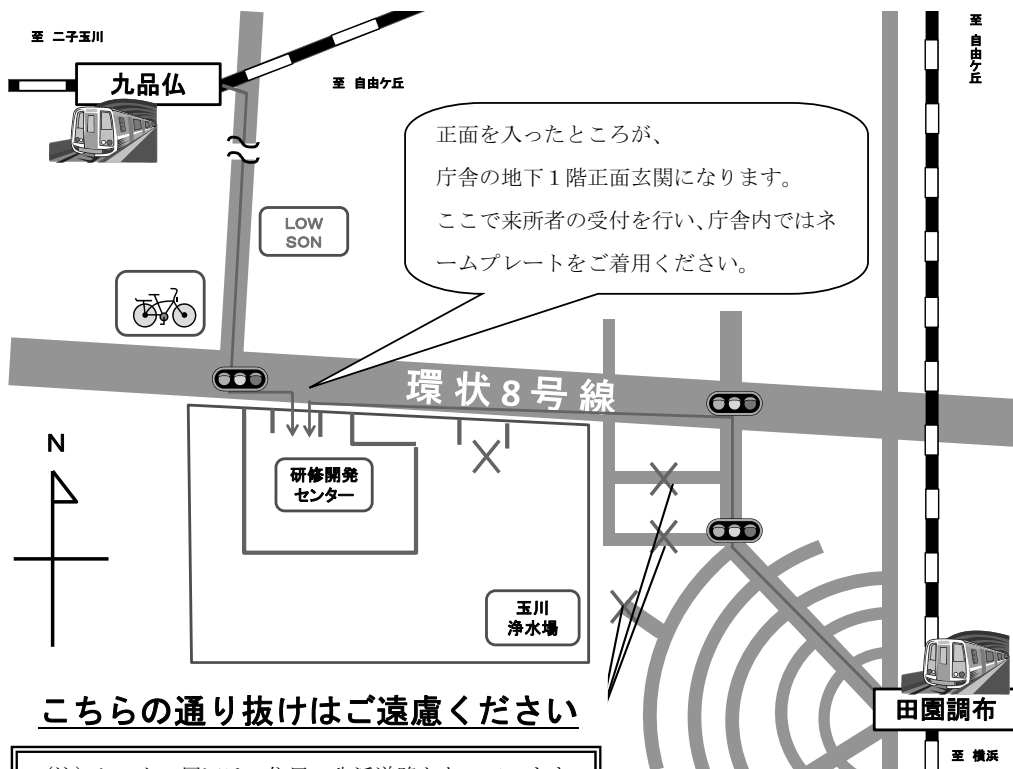 至 二子玉川
九品仏
至 自由ケ丘
至 自由ケ丘
正面を入ったところが、
庁舎の地下１階正面玄関になります。
ここで来所者の受付を行い、庁舎内ではネ
ームプレートをご着用ください。
LOW
SON
環状8号線
N
研修開発
センター
玉川
浄水場
こちらの通り抜けはご遠慮ください
田園調布
至 横浜